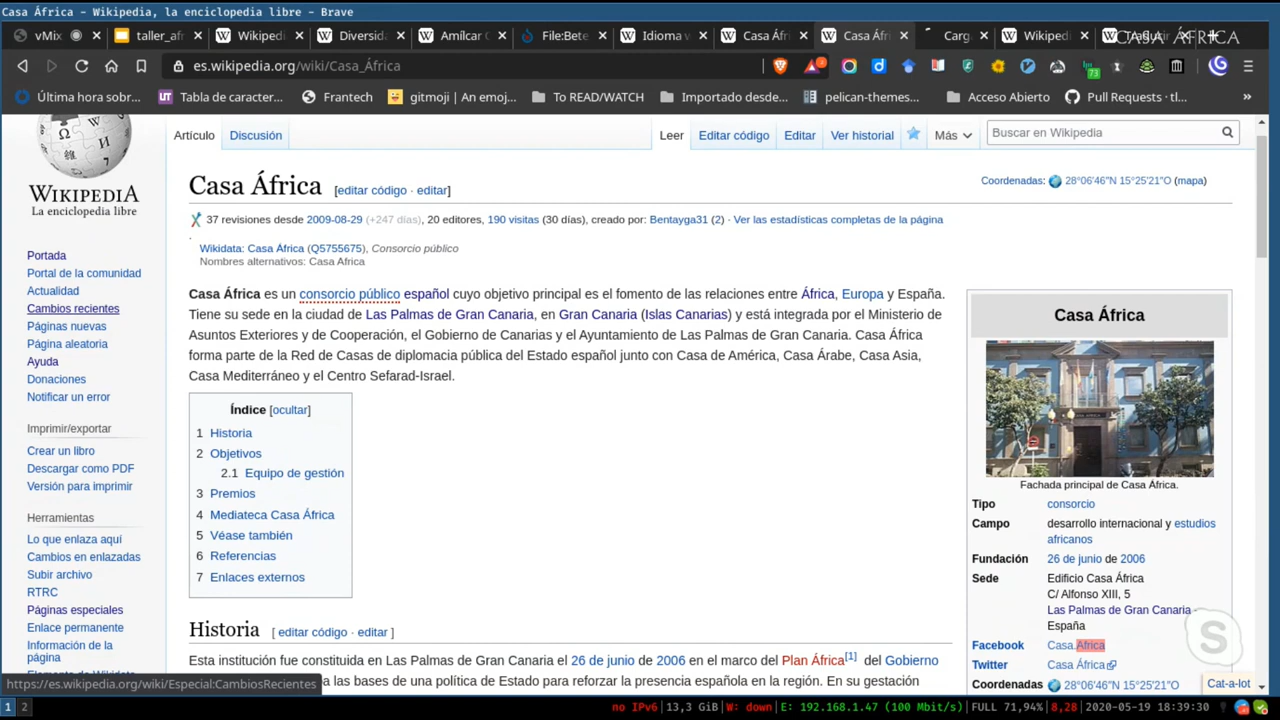 Casa África - Wikipedia, la enciclopedia libre - Brave
vMix
taller_afr
Wikipedi
Diversida
Amílcar
File:Bete
Idioma w
Casa Áfri
Casa Áfri
Carg
Wikiped
CASA ÁFRICA
es.wikipedia.org/wiki/Casa_África
73
Última hora sobr...
Tabla de caracter...
Frantech
gitmoji | An emoj...
To READ/WATCH
Importado desde...
pelican-themes...
Acceso Abierto
Pull Requests · tl...
»
Artículo
Discusión
Leer
Editar código
Editar
Ver historial
Más
Buscar en Wikipedia
WIKIPEDIA
La enciclopedia libre
Portada
Portal de la comunidad
Actualidad
Cambios recientes
Páginas nuevas
Página aleatoria
Ayuda
Donaciones
Notificar un error
Imprimir/exportar
Crear un libro
Descargar como PDF
Versión para imprimir
Herramientas
Lo que enlaza aquí
Cambios en enlazadas
Subir archivo
RTRC
Páginas especiales
Enlace permanente
Información de la
página
Casa África [editar código · editar]
Coordenadas: 28°06′46″N 15°25′21″O (mapa)
37 revisiones desde 2009-08-29 (+247 días), 20 editores, 190 visitas (30 días), creado por: Bentayga31 (2) · Ver las estadísticas completas de la página
Wikidata: Casa África (Q5755675), Consorcio público
Nombres alternativos: Casa Africa
Casa África es un consorcio público español cuyo objetivo principal es el fomento de las relaciones entre África, Europa y España.
Tiene su sede en la ciudad de Las Palmas de Gran Canaria, en Gran Canaria (Islas Canarias) y está integrada por el Ministerio de
Asuntos Exteriores y de Cooperación, el Gobierno de Canarias y el Ayuntamiento de Las Palmas de Gran Canaria. Casa África
forma parte de la Red de Casas de diplomacia pública del Estado español junto con Casa de América, Casa Árabe, Casa Asia,
Casa Mediterráneo y el Centro Sefarad-Israel.
Índice [ocultar]
1 Historia
2 Objetivos
2.1 Equipo de gestión
3 Premios
4 Mediateca Casa África
5 Véase también
6 Referencias
7 Enlaces externos
Historia [ editar código · editar ]
Esta institución fue constituida en Las Palmas de Gran Canaria el 26 de junio de 2006 en el marco del Plan África[1] del Gobierno
las bases de una política de Estado para reforzar la presencia española en la región. En su gestación
Casa África
Fachada principal de Casa África.
Tipo consorcio
Campo desarrollo internacional y estudios
africanos
Fundación 26 de junio de 2006
Sede Edificio Casa África
C/ Alfonso XIII, 5
Las Palmas de Gran Canaria -
España
Facebook Casa.Africa
Twitter Casa África
Coordenadas 28°06′46″N 15°25′21″O
S
Cat-a-lot
https://es.wikipedia.org/wiki/Especial:CambiosRecientes
1 2
no IPv6 | 13,3 GiB | W: down | E: 192.168.1.47 (100 Mbit/s) | FULL 71,94% | 8,28 | 2020-05-19 18:39:30